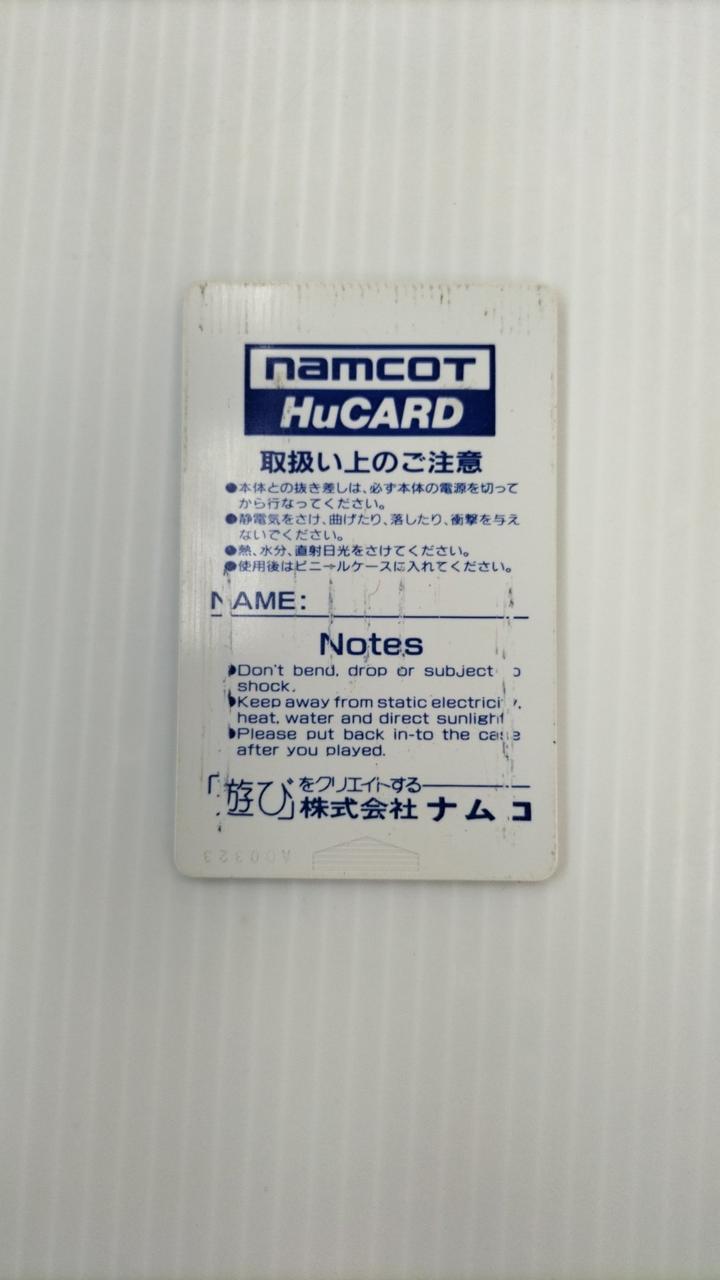 namcot
HuCARD
取扱い上のご注意
●本体との抜き差しは、必ず本体の電源を切って
から行なってください。
●静電気をさけ、曲げたり、落したり、衝撃を与え
ないでください。
●熱、水分、直射日光をさけてください。
●使用後はビニールケースに入れてください。
NAME:
Notes
●Don't bend, drop or subject to
shock.
●Keep away from static electricity,
heat, water and direct sunlight
●Please put back in-to the case
after you played.
「遊び」をクリエイトする
株式会社ナムコ
A00323